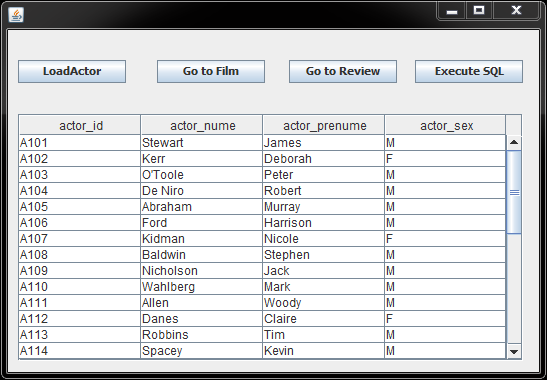 LoadActor Go to Film Go to Review Execute SQL
actor_id actor_nume actor_prenume actor_sex
A101 Stewart James M
A102 Kerr Deborah F
A103 O'Toole Peter M
A104 De Niro Robert M
A105 Abraham Murray M
A106 Ford Harrison M
A107 Kidman Nicole F
A108 Baldwin Stephen M
A109 Nicholson Jack M
A110 Wahlberg Mark M
A111 Allen Woody M
A112 Danes Claire F
A113 Robbins Tim M
A114 Spacey Kevin M